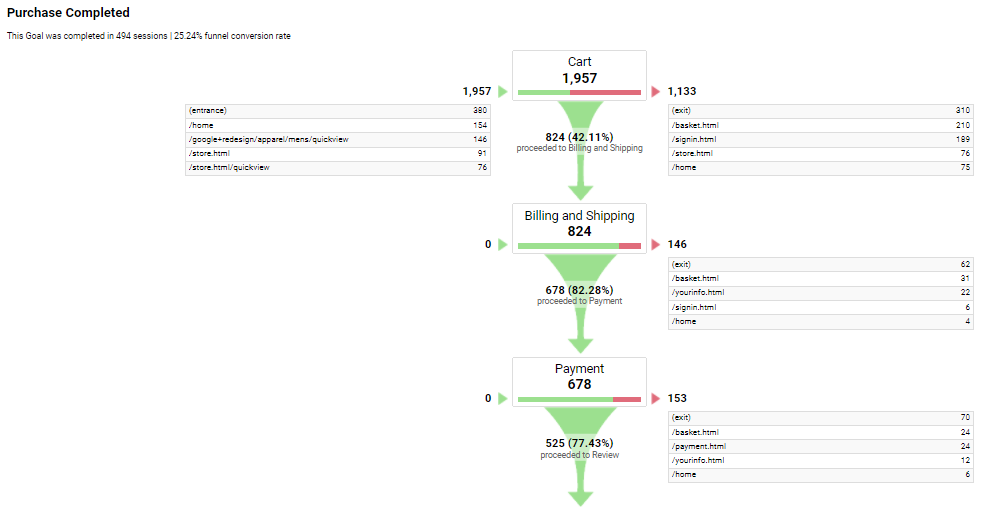 Purchase Completed
This Goal was completed in 494 sessions | 25.24% funnel conversion rate
Cart
1,957
1,957
1,133
(entrance) 380
/home 154
/google+redesign/apparel/mens/quickview 146
/store.html 91
/store.html/quickview 76
(exit) 310
/basket.html 210
/signin.html 189
/store.html 76
/home 75
824 (42.11%)
proceeded to Billing and Shipping
Billing and Shipping
824
0
146
(exit) 62
/basket.html 31
/yourinfo.html 22
/signin.html 6
/home 4
678 (82.28%)
proceeded to Payment
Payment
678
0
153
(exit) 70
/basket.html 24
/payment.html 24
/yourinfo.html 12
/home 6
525 (77.43%)
proceeded to Review